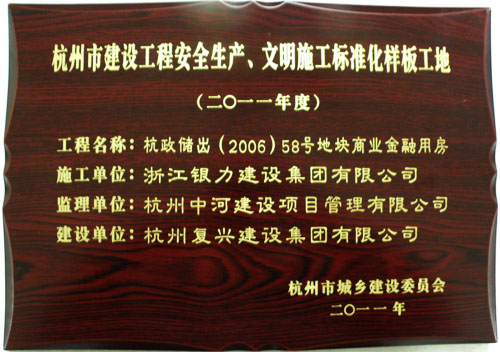 杭州市建设工程安全生产、文明施工标准化样板工地
（二〇一一年度）
工程名称：杭政储出（2006）58号地块商业金融用房
施工单位：浙江银力建设集团有限公司
监理单位：杭州中河建设项目管理有限公司
建设单位：杭州复兴建设集团有限公司
杭州市城乡建设委员会
二〇一一年